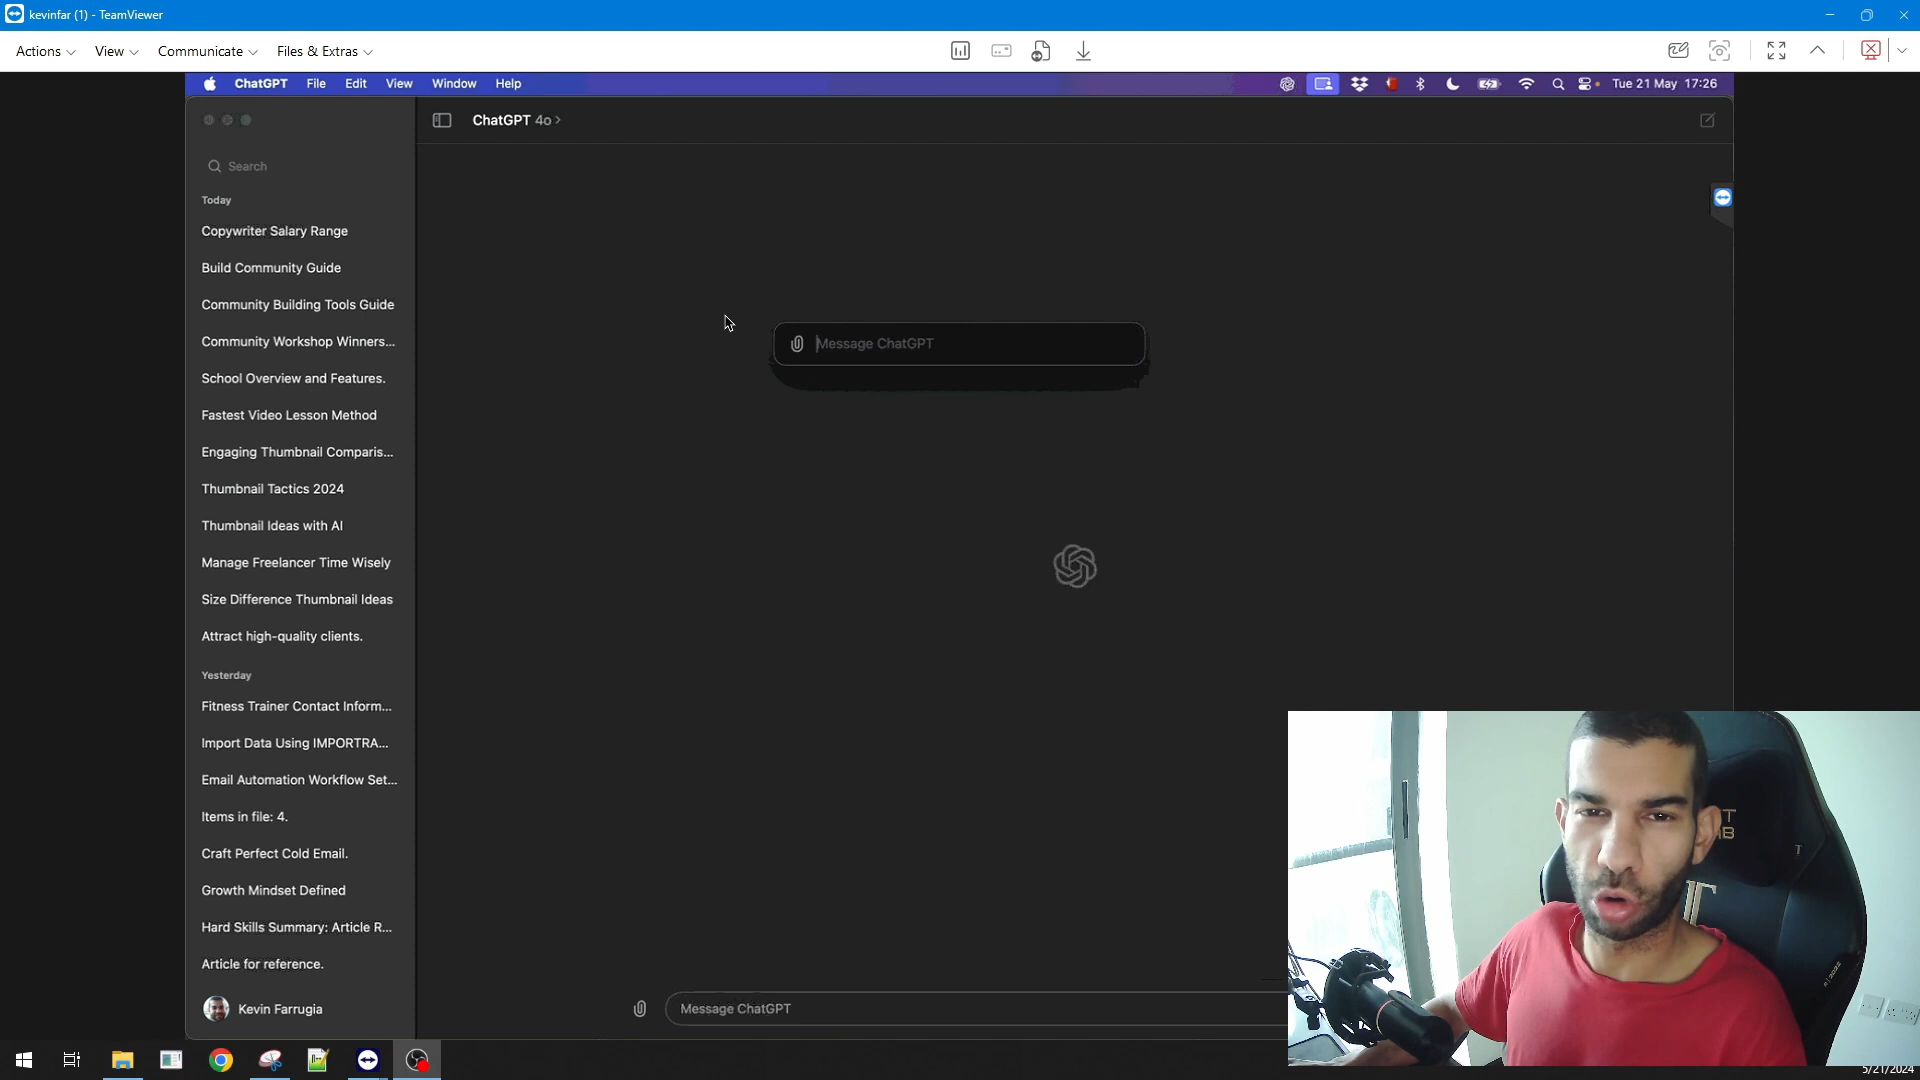 kevinfar (1) - TeamViewer
Actions
View
Communicate
Files & Extras
ChatGPT
File
Edit
View
Window
Help
Tue 21 May 17:26
ChatGPT 4o >
Search
Today
Copywriter Salary Range
Build Community Guide
Community Building Tools Guide
Community Workshop Winners...
School Overview and Features.
Fastest Video Lesson Method
Engaging Thumbnail Comparis...
Thumbnail Tactics 2024
Thumbnail Ideas with AI
Manage Freelancer Time Wisely
Size Difference Thumbnail Ideas
Attract high-quality clients.
Yesterday
Fitness Trainer Contact Inform...
Import Data Using IMPORTRA...
Email Automation Workflow Set...
Items in file: 4.
Craft Perfect Cold Email.
Growth Mindset Defined
Hard Skills Summary: Article R...
Article for reference.
Kevin Farrugia
Message ChatGPT
Message ChatGPT
5/21/2024